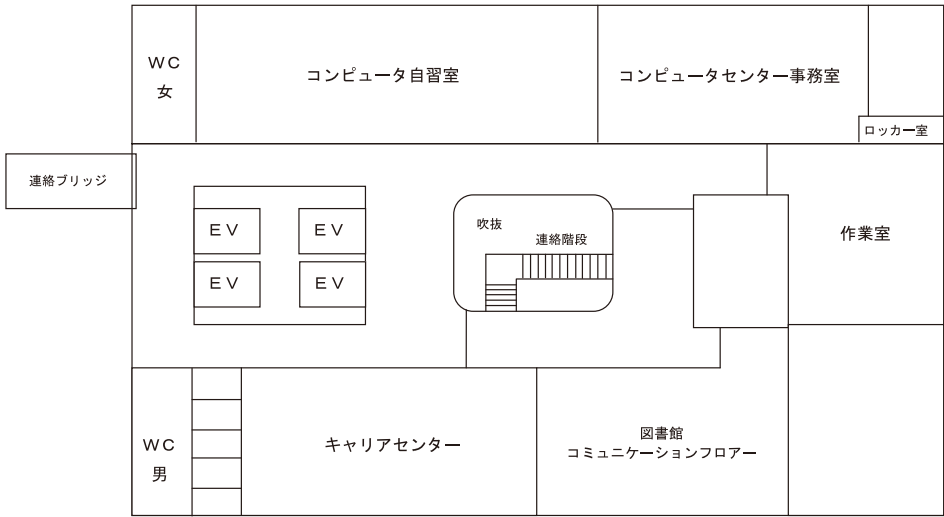 WC
女
コンピュータ自習室
コンピュータセンター事務室
ロッカー室
連絡ブリッジ
EV
EV
EV
EV
吹抜
連絡階段
作業室
WC
男
キャリアセンター
図書館
コミュニケーションフロアー